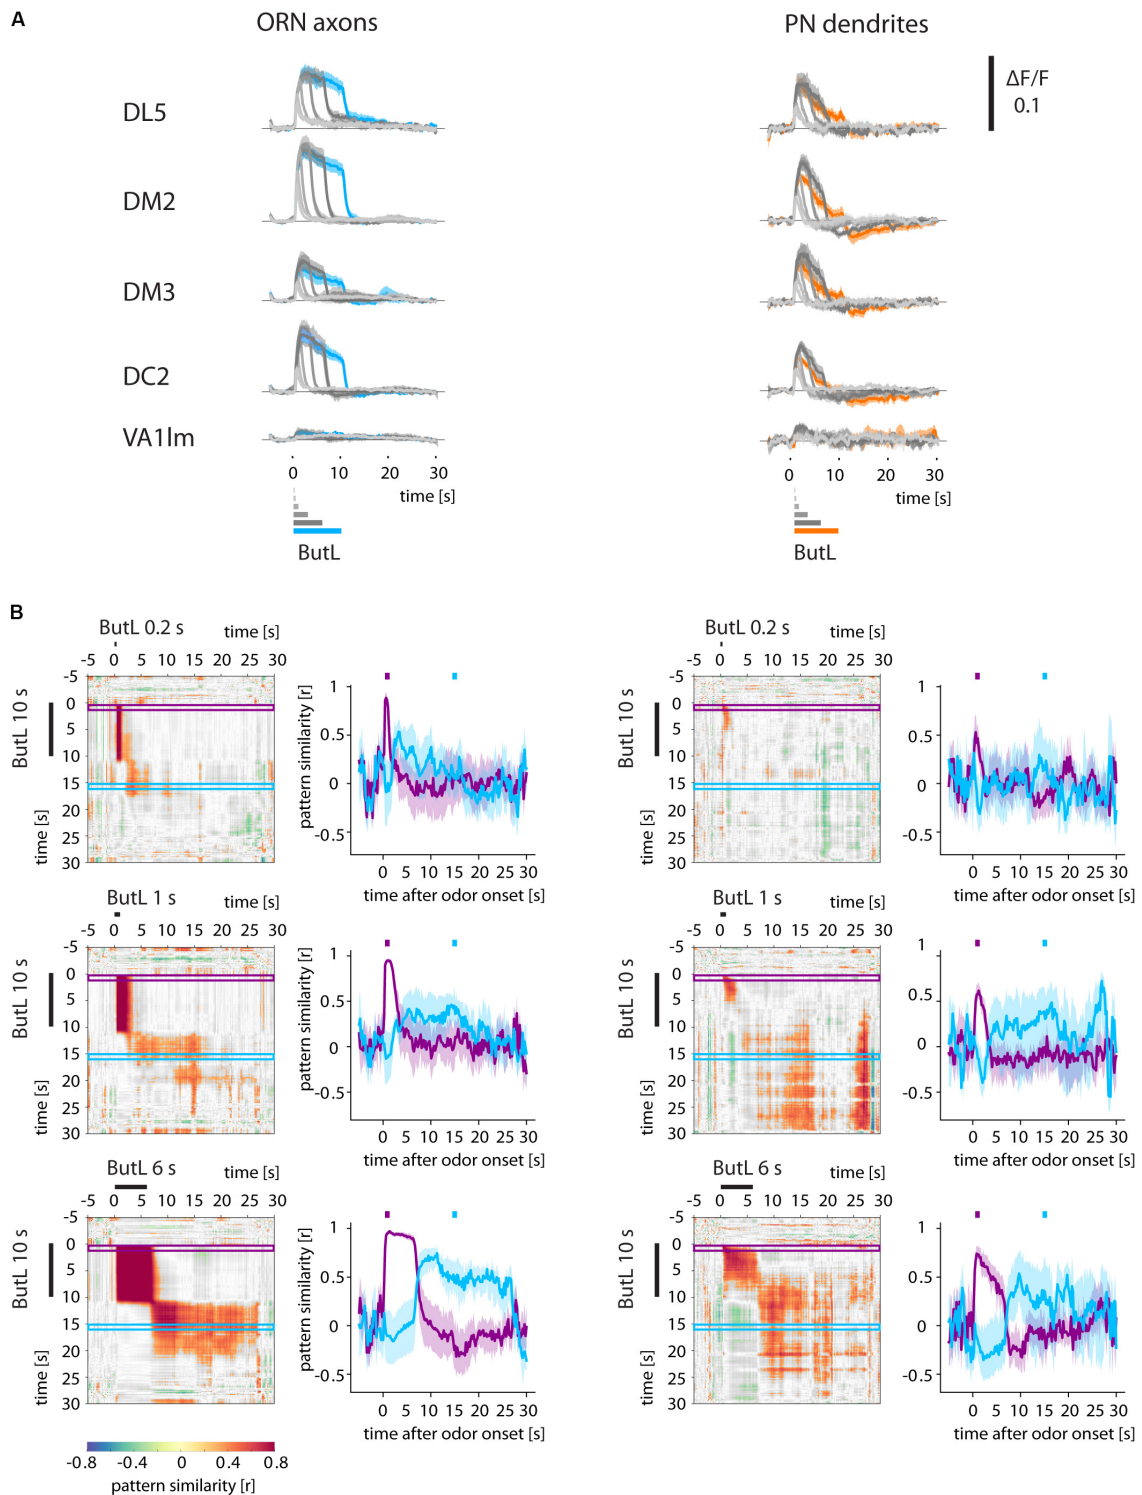 A
ORN axons
PN dendrites
ΔF/F
0.1
DL5
DM2
DM3
DC2
VA1lm
0 10 20 30
time [s]
ButL
0 10 20 30
time [s]
ButL
B
ButL 0.2 s
time [s]
-5 0 5 10 15 20 25 30
ButL 10 s
time [s]
-5
0
5
10
15
20
25
30
pattern similarity [r]
1
0.5
0
-0.5
0 5 10 15 20 25 30
time after odor onset [s]
ButL 0.2 s
time [s]
-5 0 5 10 15 20 25 30
ButL 10 s
time [s]
-5
0
5
10
15
20
25
30
1
0.5
0
-0.5
0 5 10 15 20 25 30
time after odor onset [s]
ButL 1 s
time [s]
-5 0 5 10 15 20 25 30
ButL 10 s
time [s]
-5
0
5
10
15
20
25
30
pattern similarity [r]
1
0.5
0
-0.5
0 5 10 15 20 25 30
time after odor onset [s]
ButL 1 s
time [s]
-5 0 5 10 15 20 25 30
ButL 10 s
time [s]
-5
0
5
10
15
20
25
30
1
0.5
0
-0.5
0 5 10 15 20 25 30
time after odor onset [s]
ButL 6 s
time [s]
-5 0 5 10 15 20 25 30
ButL 10 s
time [s]
-5
0
5
10
15
20
25
30
pattern similarity [r]
1
0.5
0
-0.5
0 5 10 15 20 25 30
time after odor onset [s]
ButL 6 s
time [s]
-5 0 5 10 15 20 25 30
ButL 10 s
time [s]
-5
0
5
10
15
20
25
30
1
0.5
0
-0.5
0 5 10 15 20 25 30
time after odor onset [s]
-0.8 -0.4 0 0.4 0.8
pattern similarity [r]